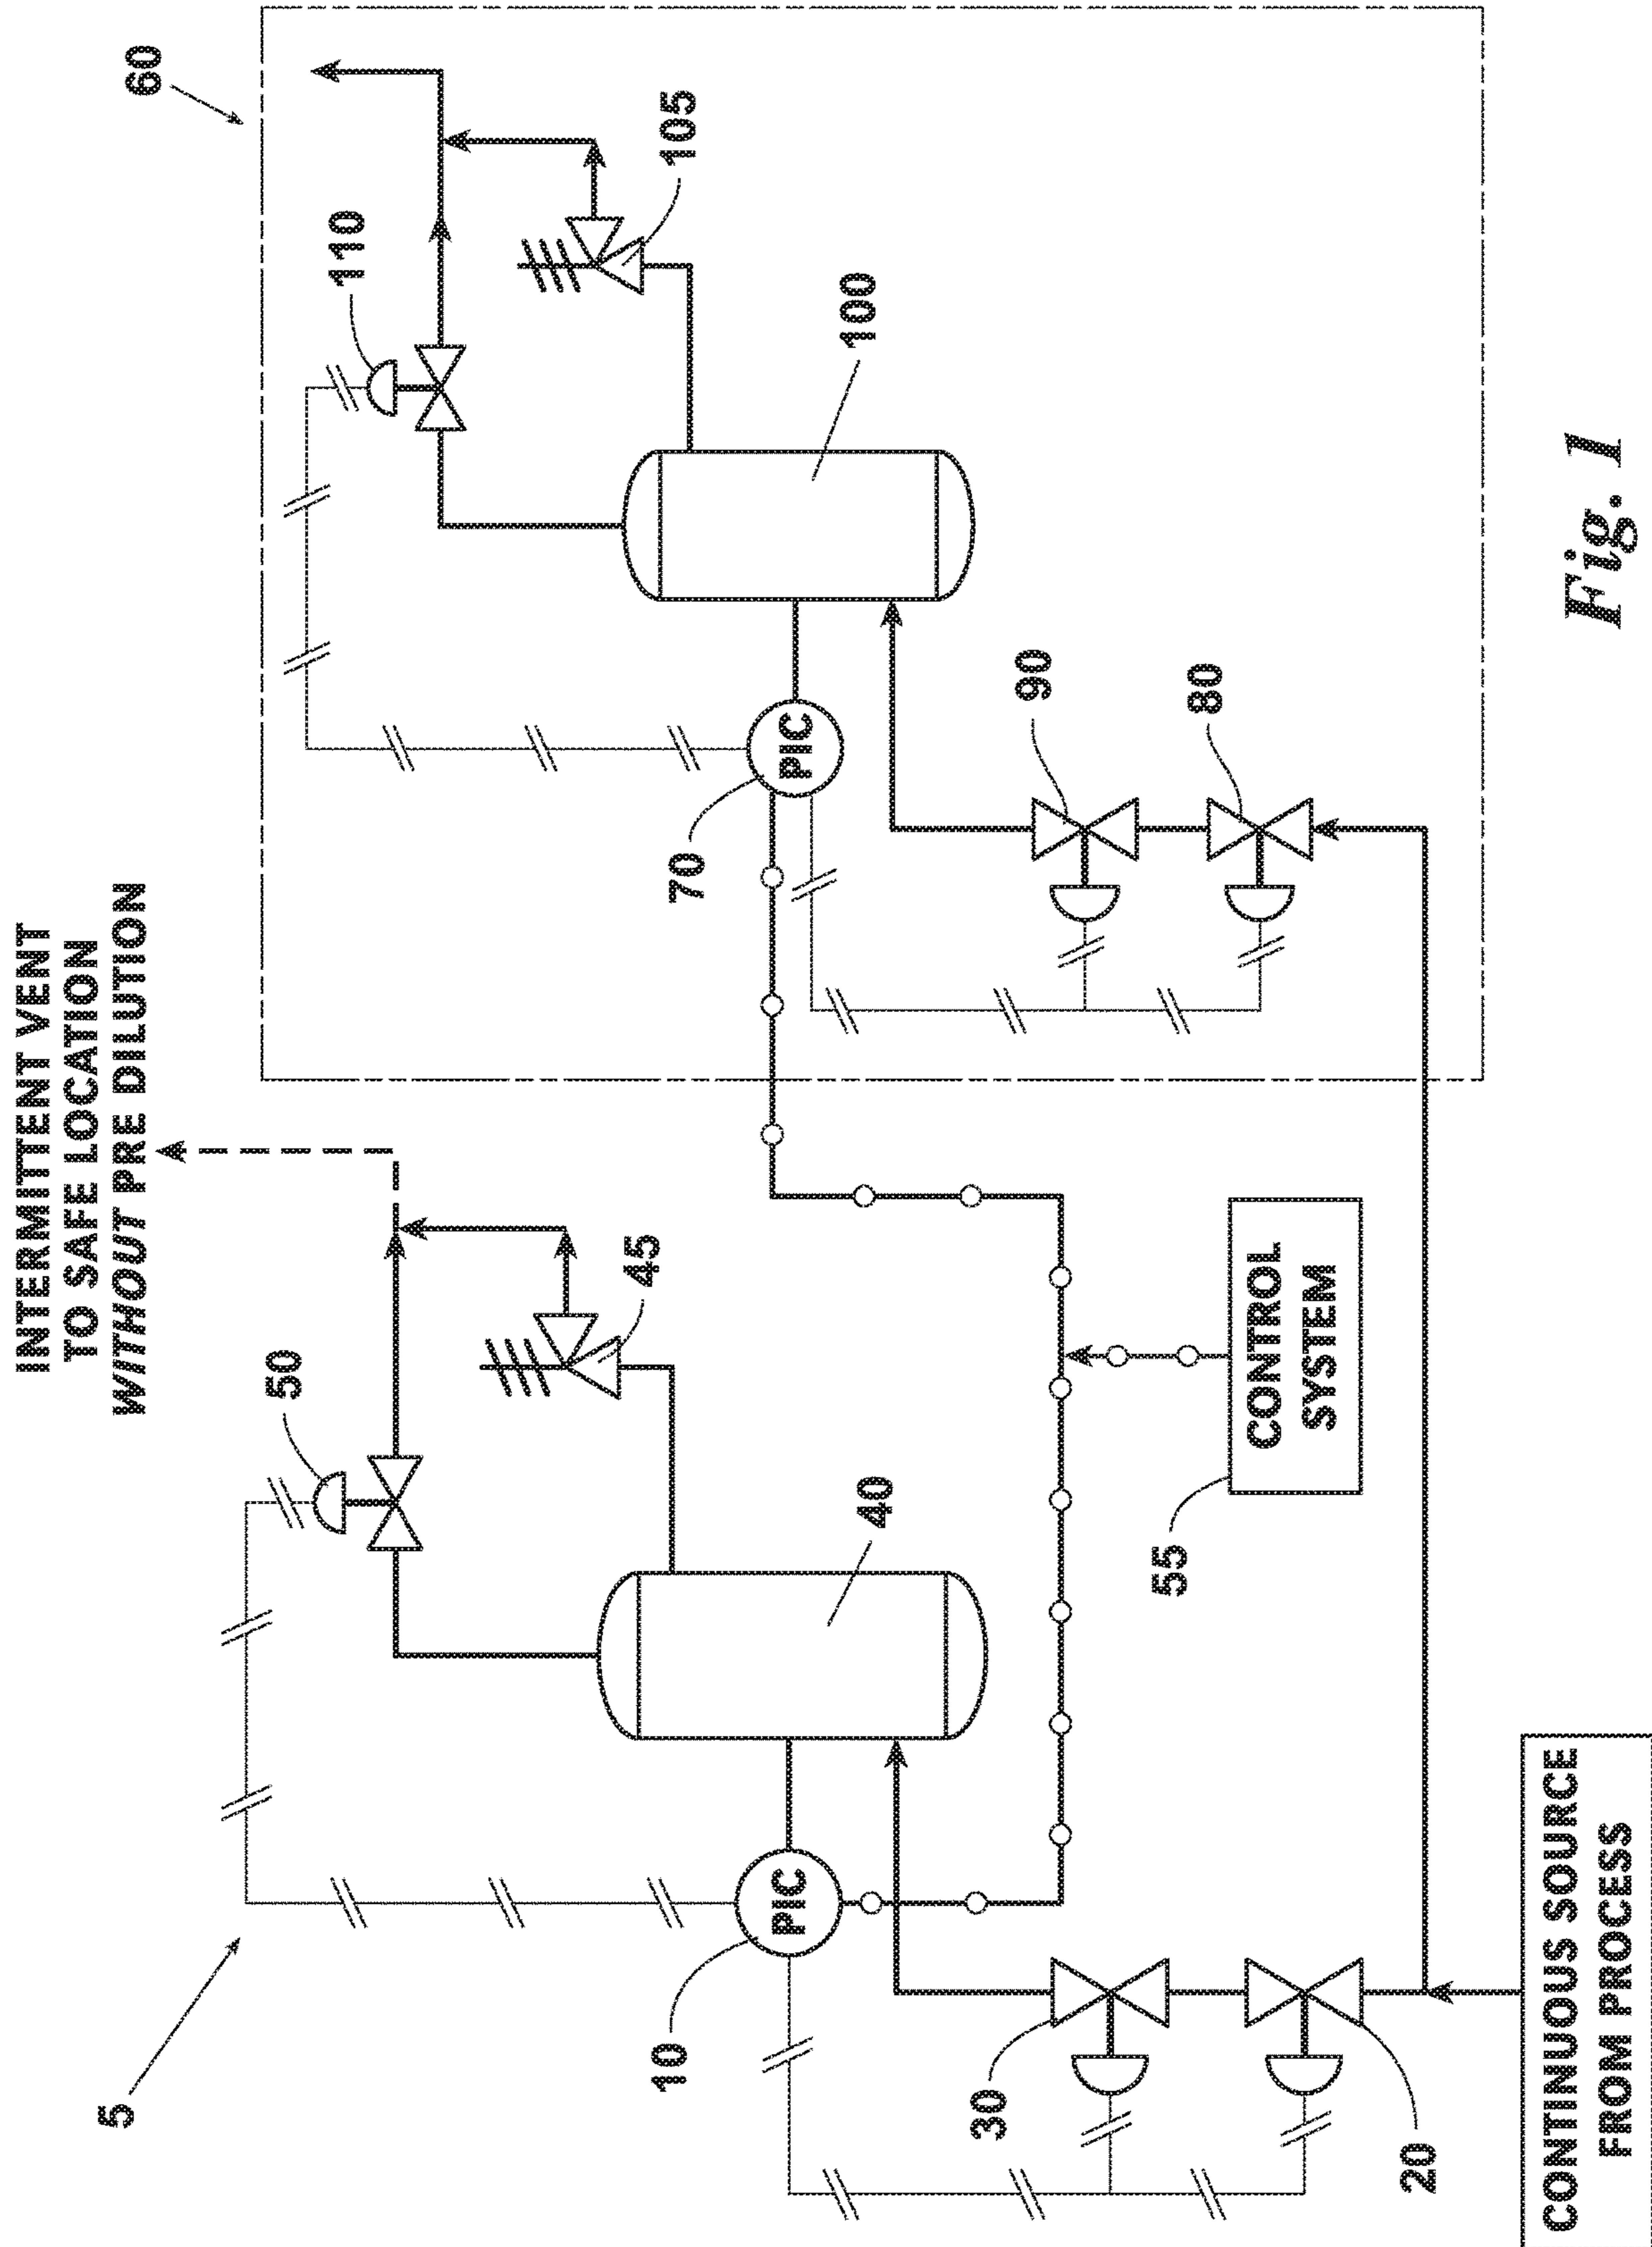 INTERMITTENT VENT
TO SAFE LOCATION
WITHOUT PRE DILUTION
60
110
105
50
45
100
5
40
PIC
70
90
80
PIC
10
30
20
55
CONTROL
SYSTEM
CONTINUOUS SOURCE
FROM PROCESS
Fig. 1